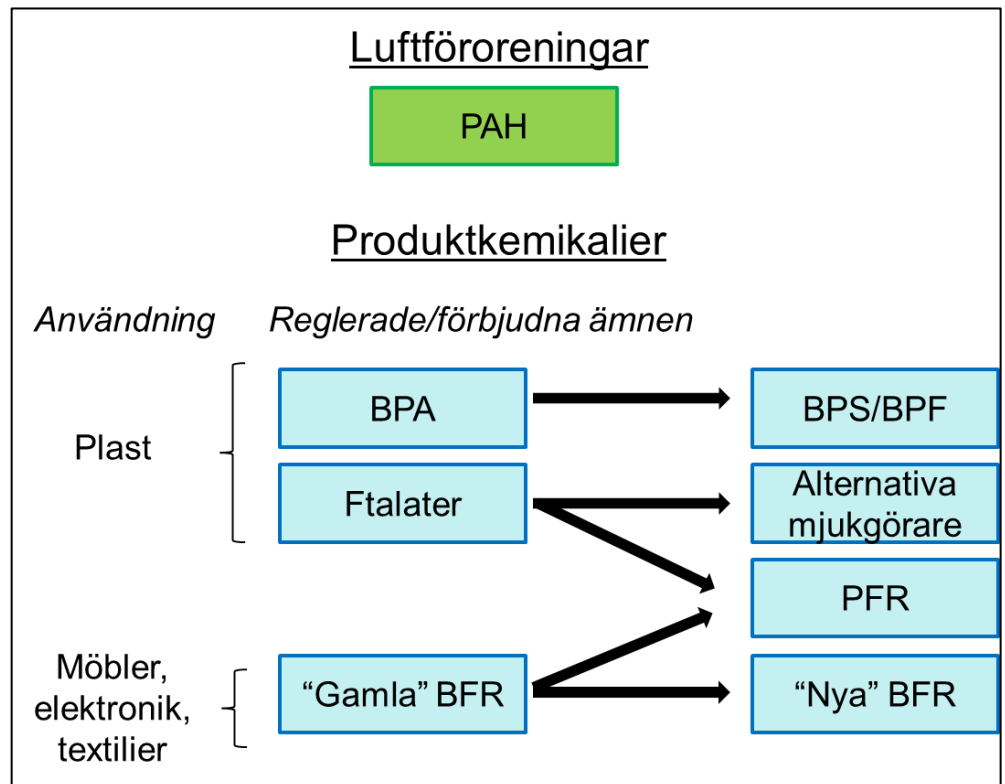 Luftföroreningar
PAH
Produktkemikalier
Användning
Reglerade/förbjudna ämnen
Plast
BPA
BPS/BPF
Ftalater
Alternativa
mjukgörare
PFR
Möbler,
elektronik,
textilier
“Gamla” BFR
“Nya” BFR